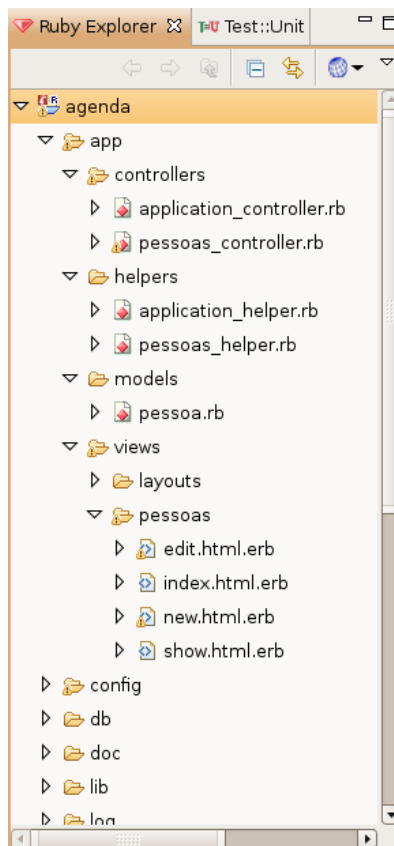 Ruby Explorer Test::Unit
agenda
app
controllers
application_controller.rb
pessoas_controller.rb
helpers
application_helper.rb
pessoas_helper.rb
models
pessoa.rb
views
layouts
pessoas
edit.html.erb
index.html.erb
new.html.erb
show.html.erb
config
db
doc
lib
log